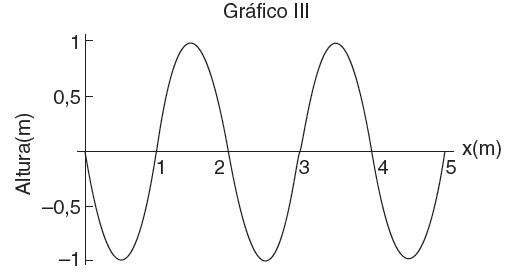 Gráfico III
1
0,5
–0,5
–1
Altura(m)
1 2 3 4 5
x(m)